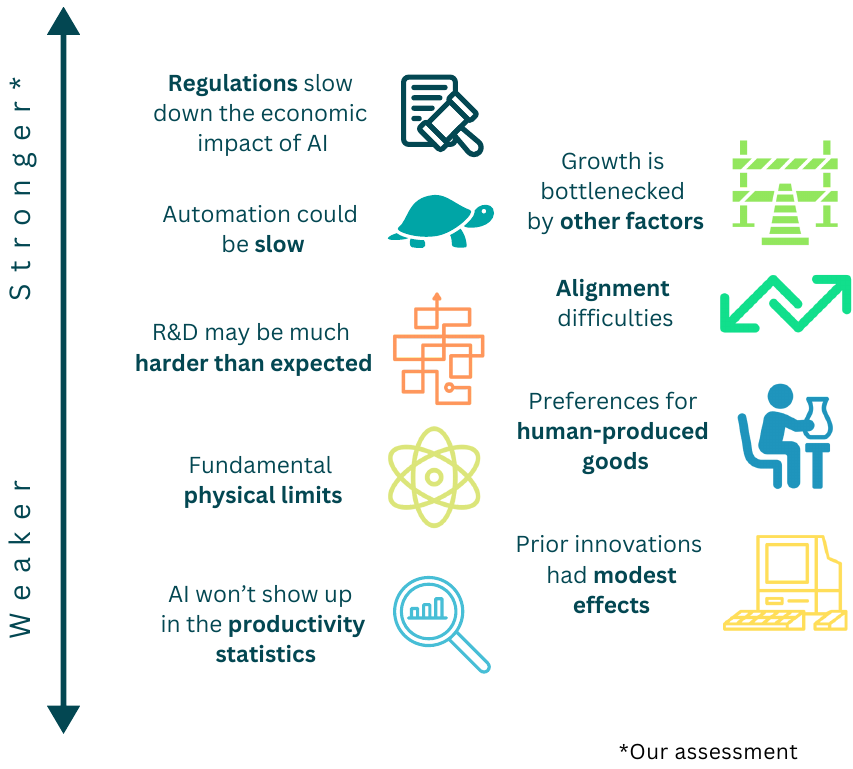 Stronger*
Weaker
Regulations slow
down the economic
impact of AI
Growth is
bottlenecked
by other factors
Automation could
be slow
Alignment
difficulties
R&D may be much
harder than expected
Preferences for
human-produced
goods
Fundamental
physical limits
Prior innovations
had modest
effects
AI won’t show up
in the productivity
statistics
*Our assessment